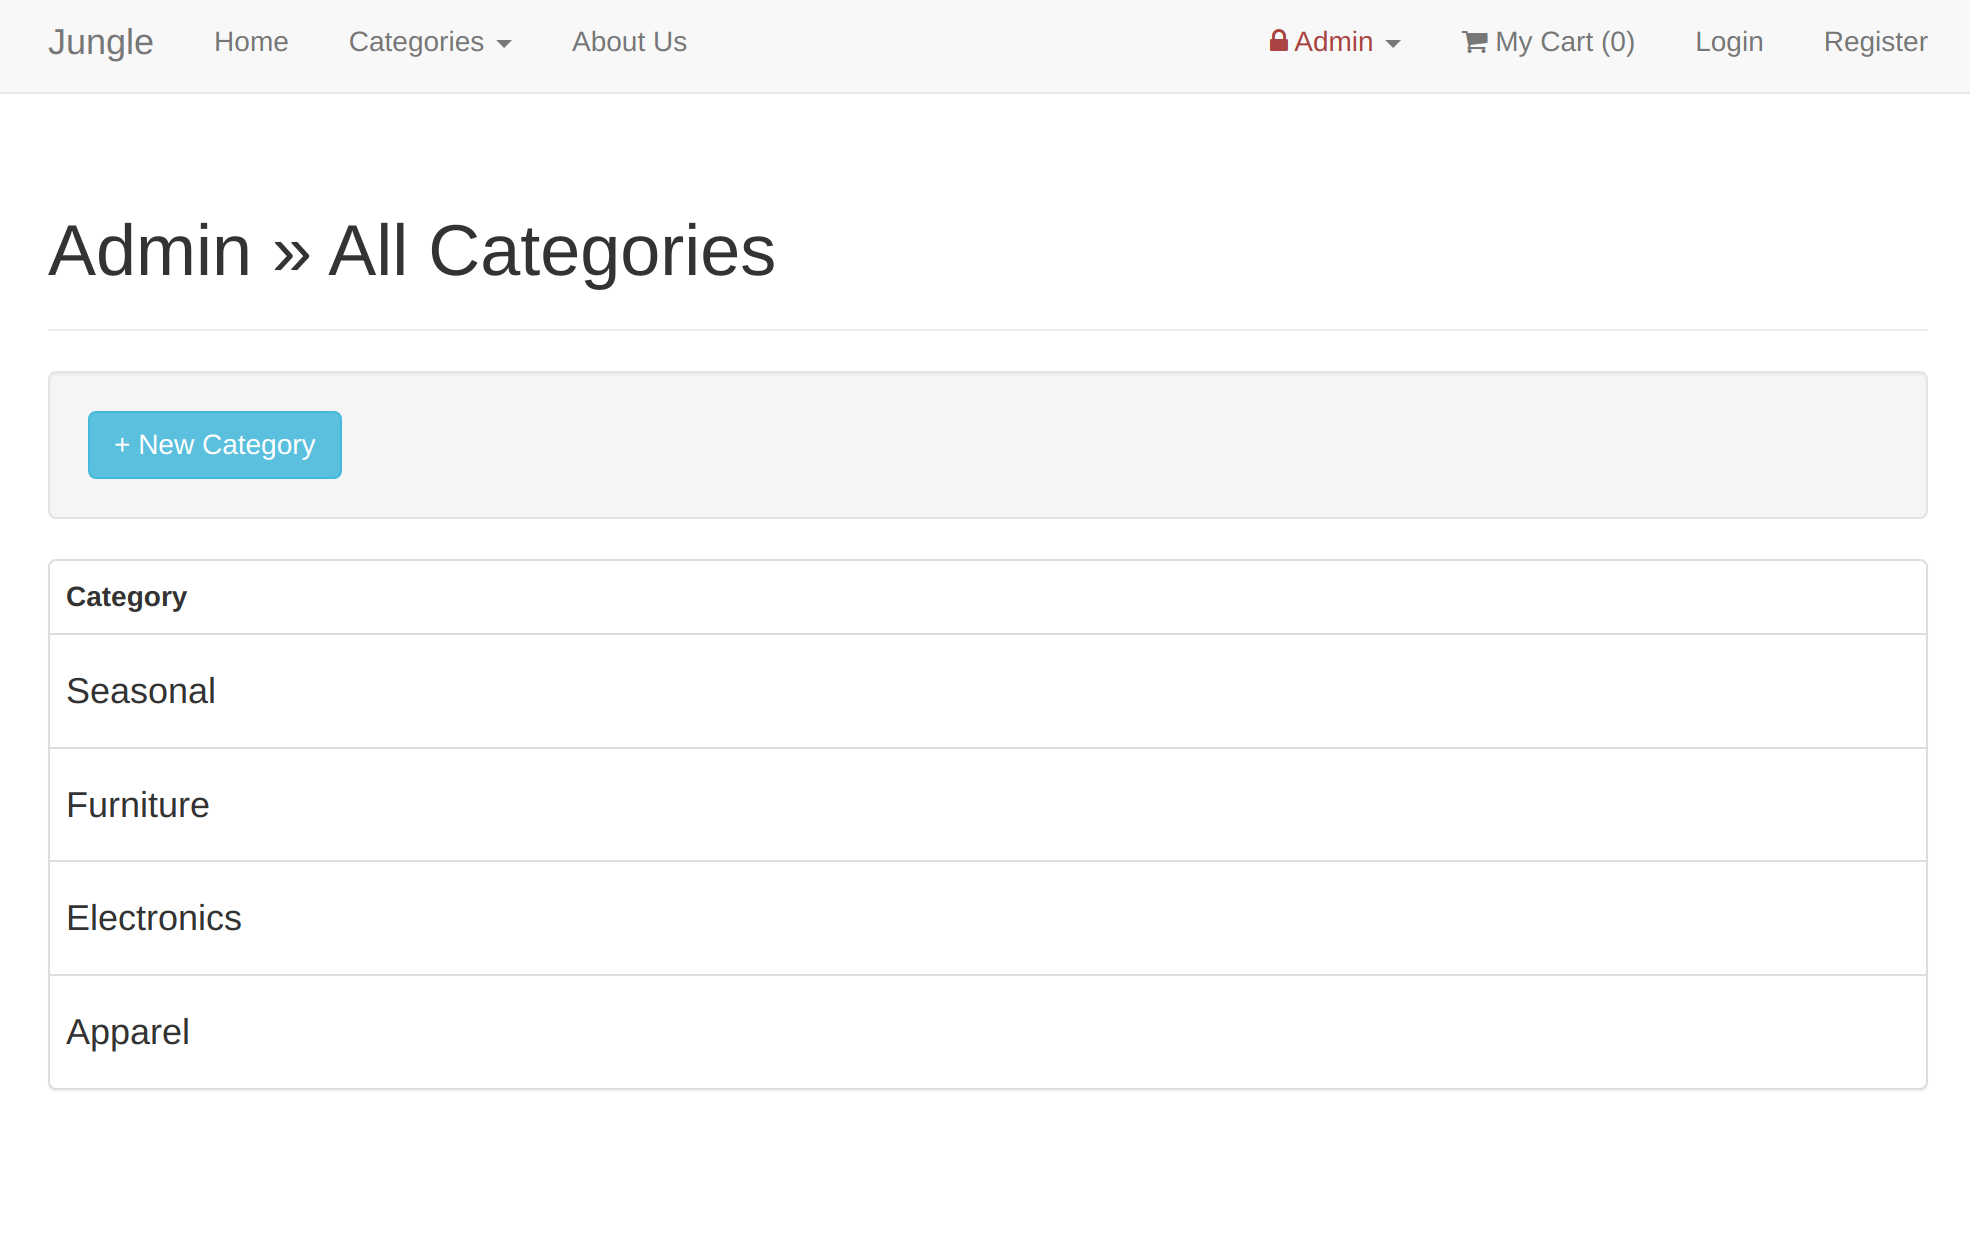 Jungle Home Categories About Us Admin My Cart (0) Login Register
Admin » All Categories
+ New Category
Category
Seasonal
Furniture
Electronics
Apparel